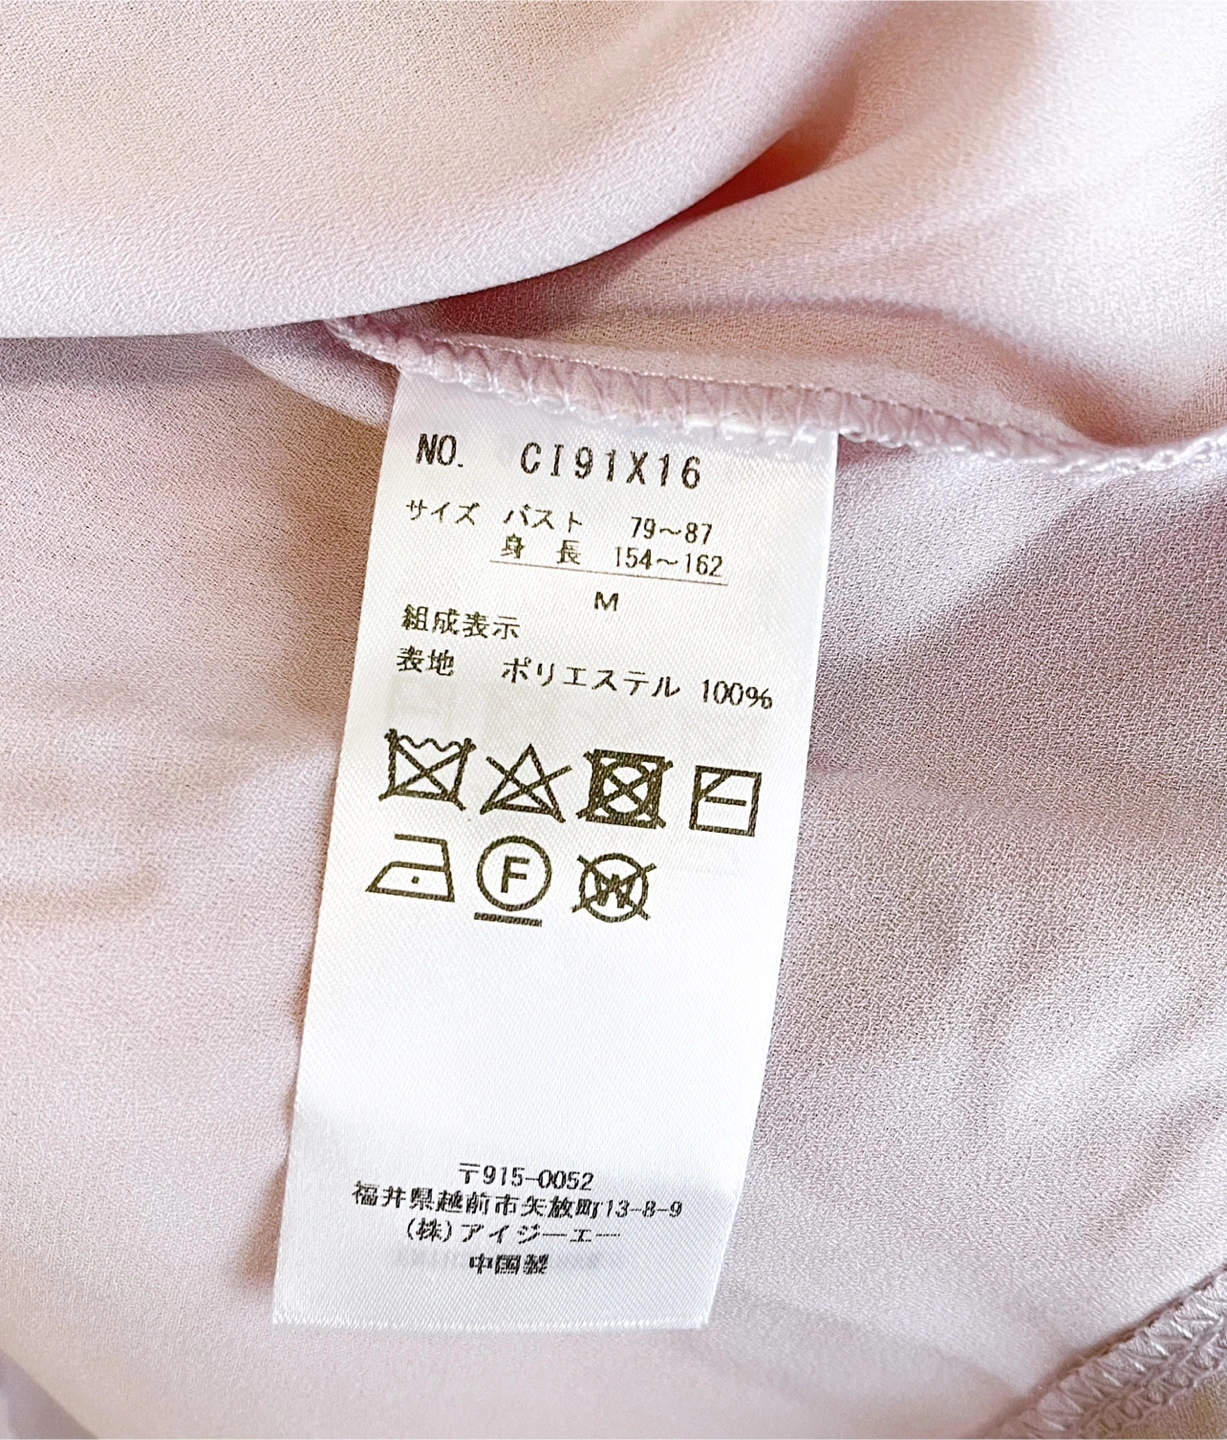 NO. CI91X16
サイズ バスト 79～87
身長 154～162
M
組成表示
表地 ポリエステル 100%
F
W
〒915-0052
福井県越前市矢放町13-8-9
(株)アイジーエー
中国製